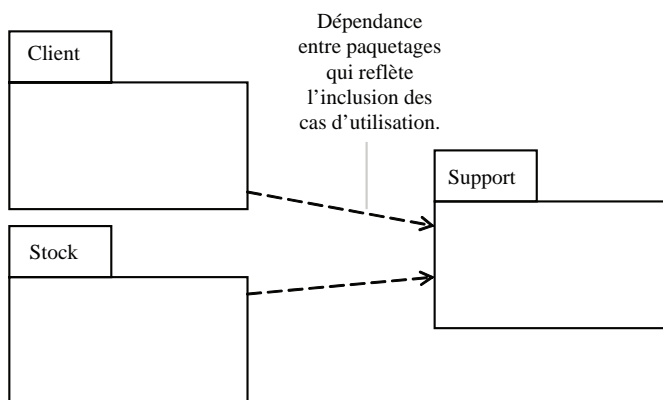 Dépendance
entre paquetages
qui reflète
l’inclusion des
cas d’utilisation.
Client
Support
Stock